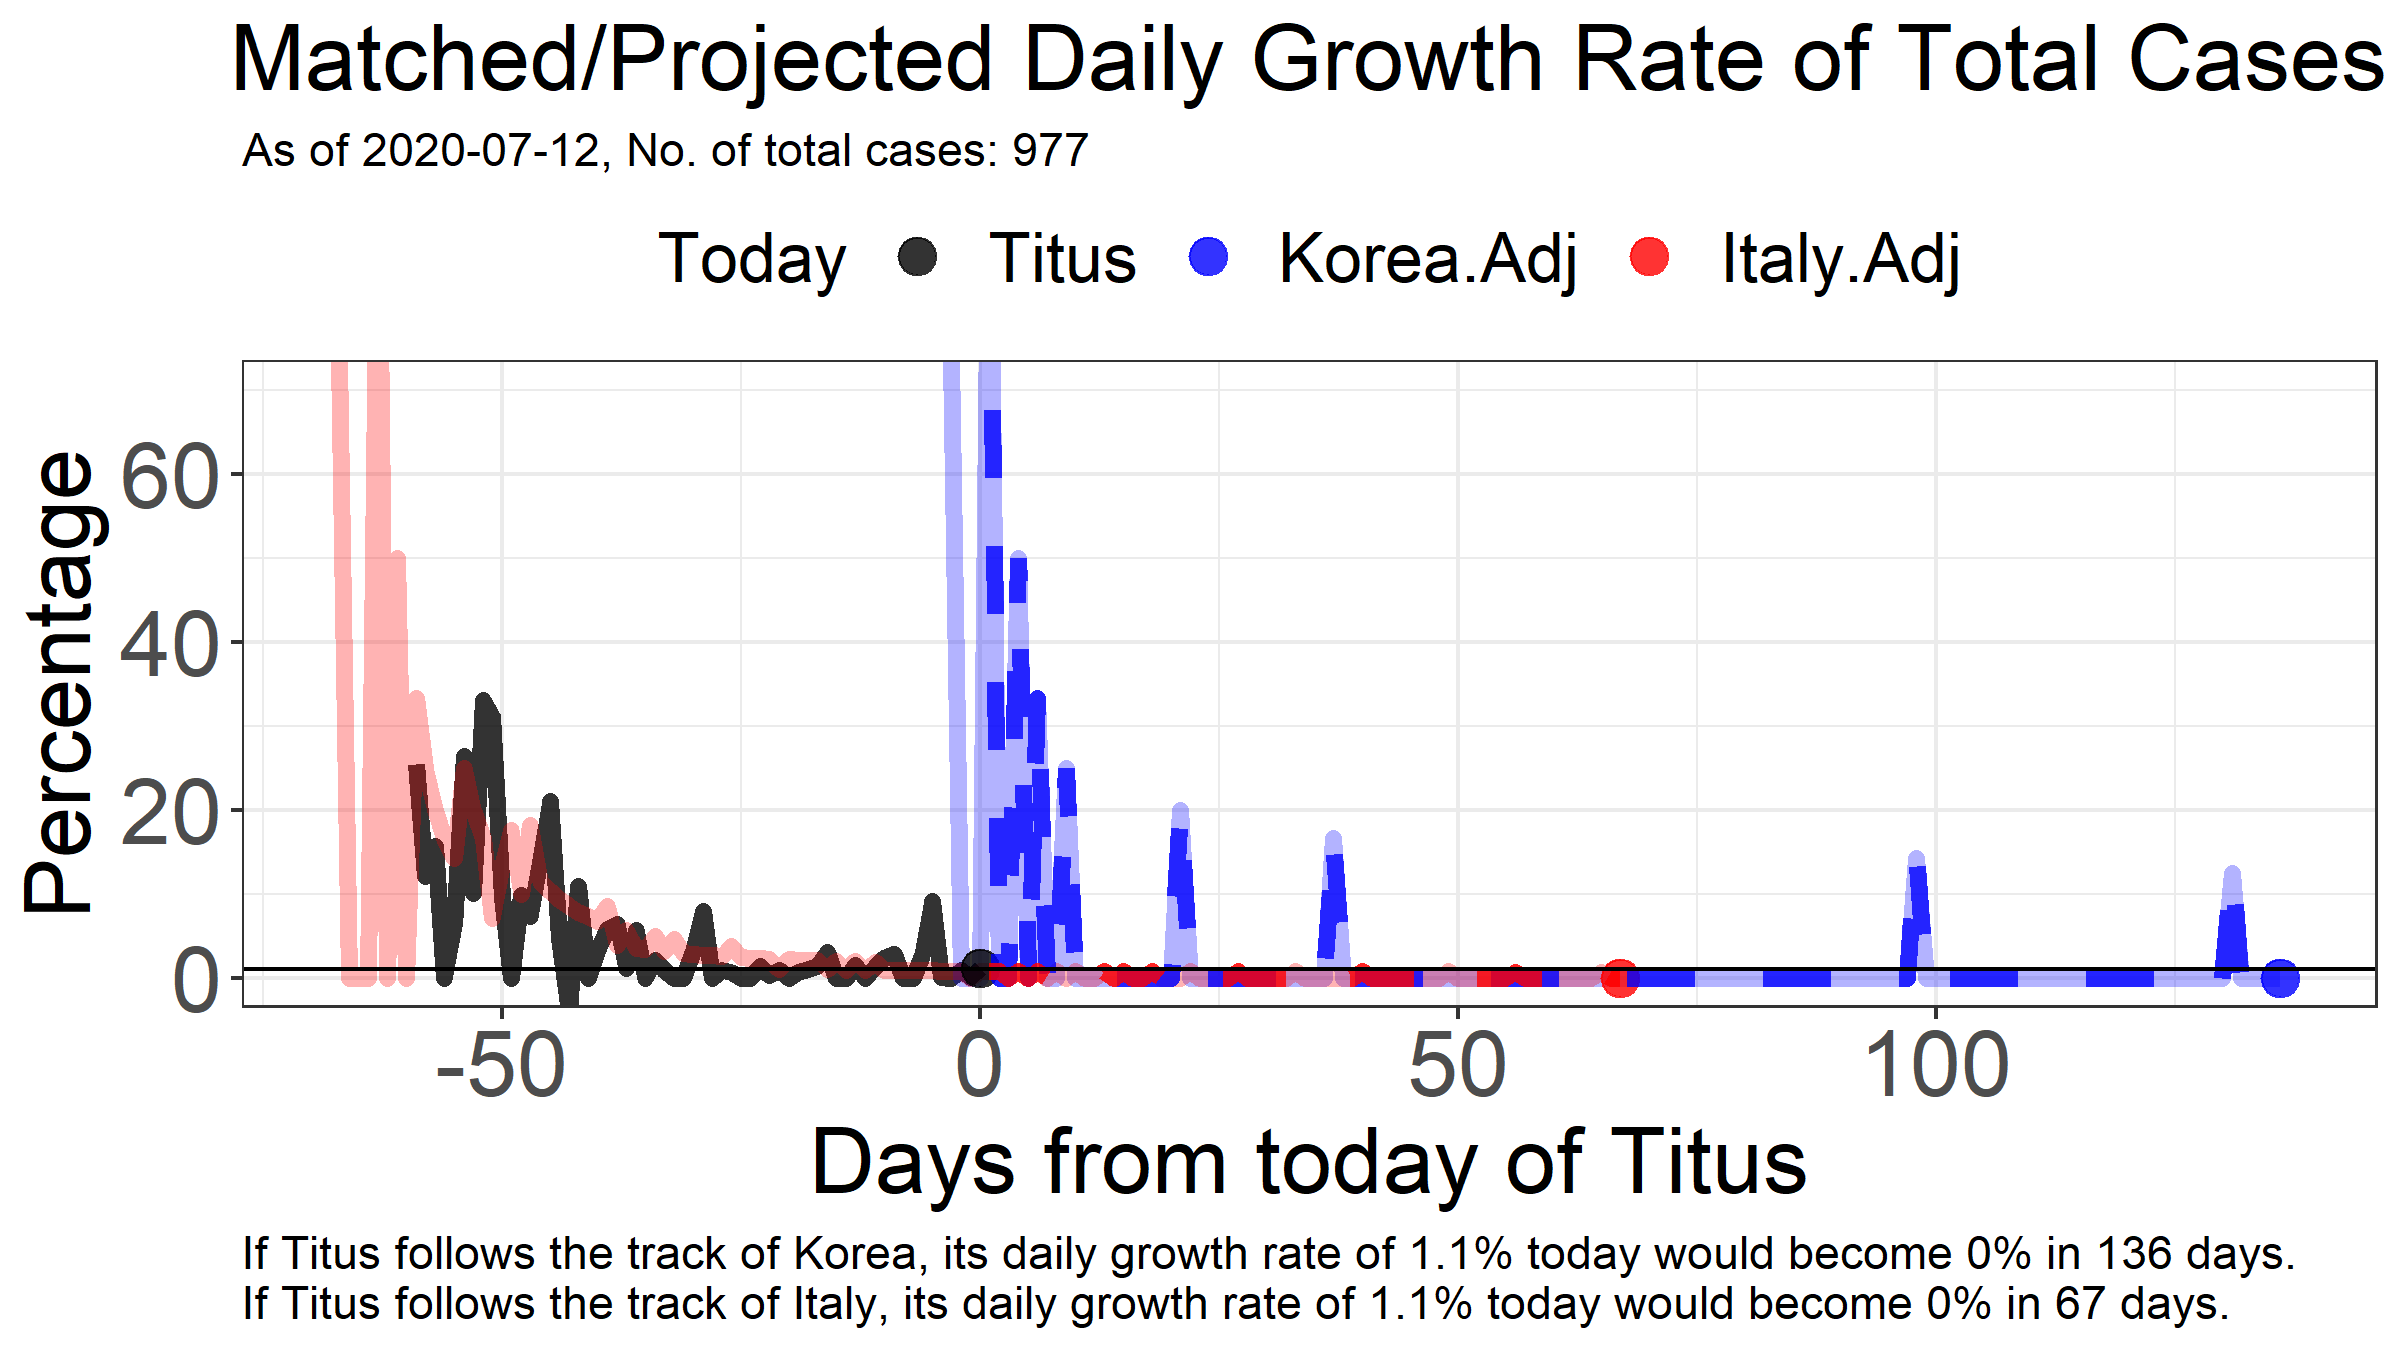 Matched/Projected Daily Growth Rate of Total Cases
As of 2020-07-12, No. of total cases: 977
Today Titus Korea.Adj Italy.Adj
Percentage
60
40
20
0
-50 0 50 100
Days from today of Titus
If Titus follows the track of Korea, its daily growth rate of 1.1% today would become 0% in 136 days.
If Titus follows the track of Italy, its daily growth rate of 1.1% today would become 0% in 67 days.